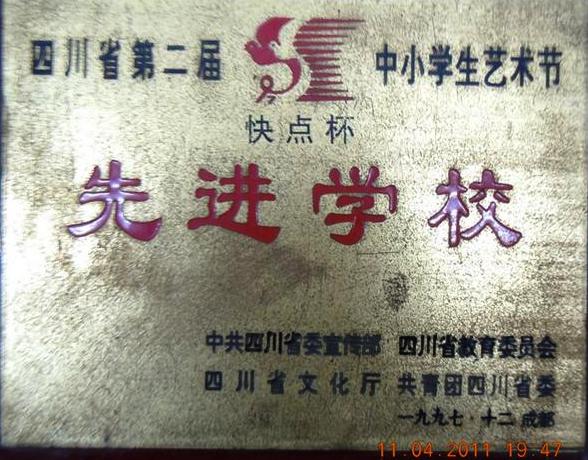 四川省第二届 中小学生艺术节
快点杯
先进学校
中共四川省委宣传部 四川省教育委员会
四川省文化厅 共青团四川省委
一九九七·十二 成都
11.04.2011 19:47